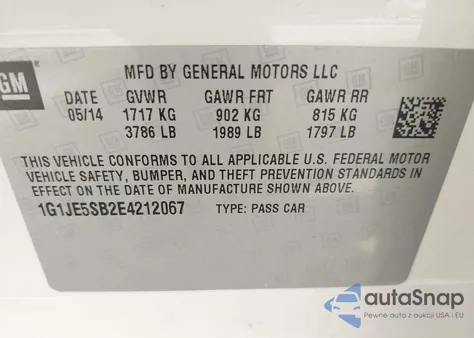 GM
MFD BY GENERAL MOTORS LLC
DATE GVWR GAWR FRT GAWR RR
05/14 1717 KG 902 KG 815 KG
3786 LB 1989 LB 1797 LB
THIS VEHICLE CONFORMS TO ALL APPLICABLE U.S. FEDERAL MOTOR
VEHICLE SAFETY, BUMPER, AND THEFT PREVENTION STANDARDS IN
EFFECT ON THE DATE OF MANUFACTURE SHOWN ABOVE.
1G1JE5SB2E4212067 TYPE: PASS CAR
autoSnap
Pewne auta z aukcji USA i EU